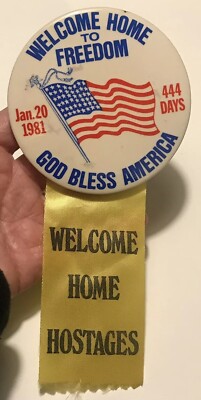 WELCOME HOME
TO
FREEDOM
Jan. 20
1981
444
DAYS
GOD BLESS AMERICA
WELCOME
HOME
HOSTAGES